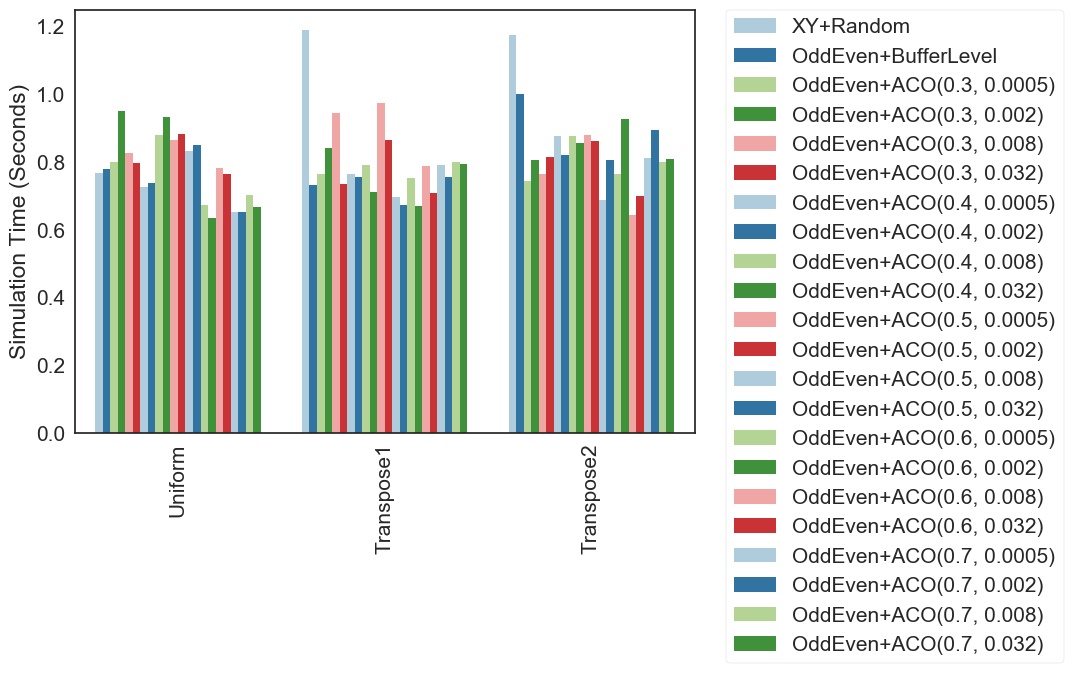 Simulation Time (Seconds)
1.2
1.0
0.8
0.6
0.4
0.2
0.0
Uniform
Transpose1
Transpose2
XY+Random
OddEven+BufferLevel
OddEven+ACO(0.3, 0.0005)
OddEven+ACO(0.3, 0.002)
OddEven+ACO(0.3, 0.008)
OddEven+ACO(0.3, 0.032)
OddEven+ACO(0.4, 0.0005)
OddEven+ACO(0.4, 0.002)
OddEven+ACO(0.4, 0.008)
OddEven+ACO(0.4, 0.032)
OddEven+ACO(0.5, 0.0005)
OddEven+ACO(0.5, 0.002)
OddEven+ACO(0.5, 0.008)
OddEven+ACO(0.5, 0.032)
OddEven+ACO(0.6, 0.0005)
OddEven+ACO(0.6, 0.002)
OddEven+ACO(0.6, 0.008)
OddEven+ACO(0.6, 0.032)
OddEven+ACO(0.7, 0.0005)
OddEven+ACO(0.7, 0.002)
OddEven+ACO(0.7, 0.008)
OddEven+ACO(0.7, 0.032)